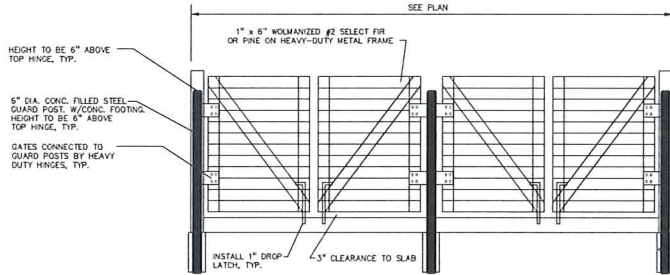 SEE PLAN
1" x 6" WOLMANIZED #2 SELECT FIR
OR PINE ON HEAVY-DUTY METAL FRAME
HEIGHT TO BE 6" ABOVE
TOP HINGE, TYP.
6" DIA. CONC. FILLED STEEL
GUARD POST. W/CONC. FOOTING.
HEIGHT TO BE 6" ABOVE
TOP HINGE, TYP.
GATES CONNECTED TO
GUARD POSTS BY HEAVY
DUTY HINGES, TYP.
INSTALL 1" DROP
LATCH, TYP.
3" CLEARANCE TO SLAB